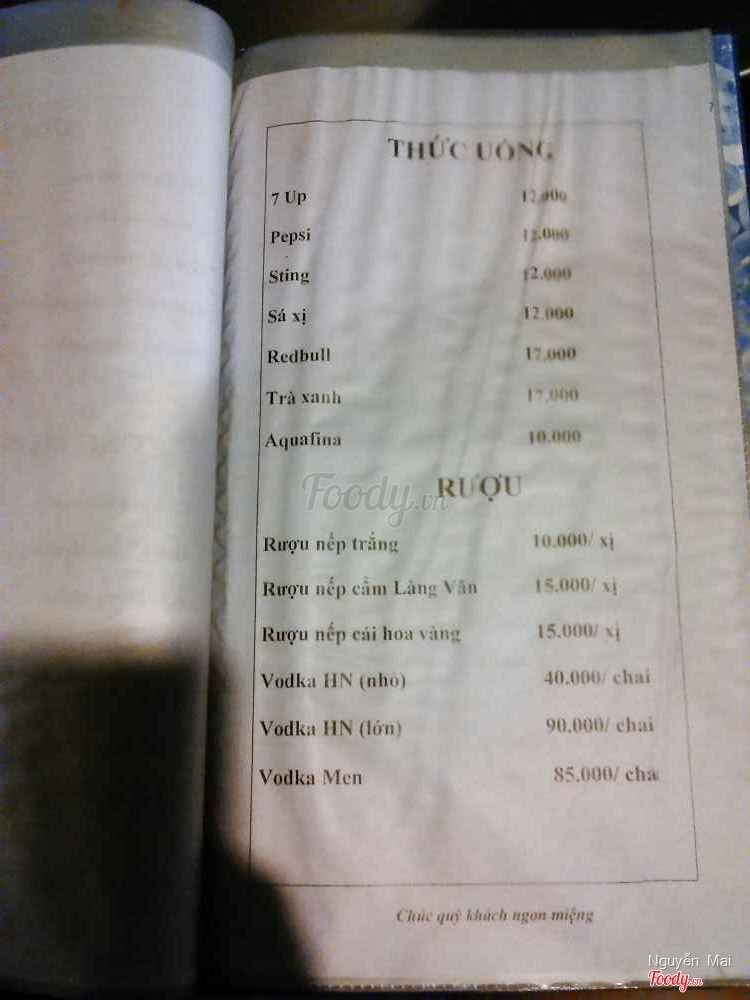 THỨC UỐNG
7 Up 12.000
Pepsi 12.000
Sting 12.000
Sá xị 12.000
Redbull 17.000
Trà xanh 17.000
Aquafina 10.000
Foody.vn
RƯỢU
Rượu nếp trắng 10.000/ xị
Rượu nếp cẩm Làng Vân 15.000/ xị
Rượu nếp cái hoa vàng 15.000/ xị
Vodka HN (nhỏ) 40.000/ chai
Vodka HN (lớn) 90.000/ chai
Vodka Men 85.000/ cha
Chúc quý khách ngon miệng
Nguyễn Mai
Foody.vn